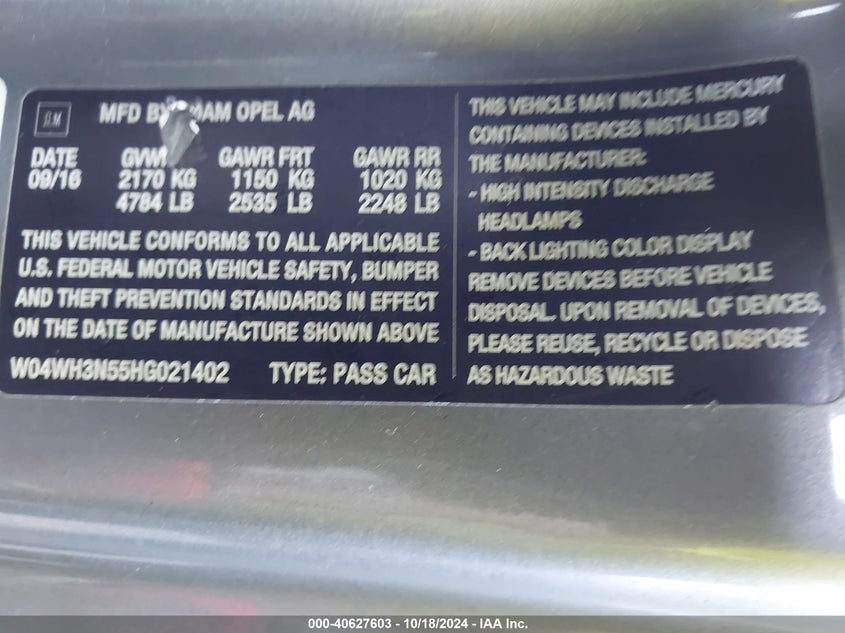 GM
MFD BY ADAM OPEL AG
DATE GVWR GAWR FRT GAWR RR
09/16 2170 KG 1150 KG 1020 KG
4784 LB 2535 LB 2248 LB
THIS VEHICLE CONFORMS TO ALL APPLICABLE
U.S. FEDERAL MOTOR VEHICLE SAFETY, BUMPER
AND THEFT PREVENTION STANDARDS IN EFFECT
ON THE DATE OF MANUFACTURE SHOWN ABOVE
W04WH3N55HG021402 TYPE: PASS CAR
THIS VEHICLE MAY INCLUDE MERCURY
CONTAINING DEVICES INSTALLED BY
THE MANUFACTURER:
- HIGH INTENSITY DISCHARGE
HEADLAMPS
- BACK LIGHTING COLOR DISPLAY
REMOVE DEVICES BEFORE VEHICLE
DISPOSAL. UPON REMOVAL OF DEVICES,
PLEASE REUSE, RECYCLE OR DISPOSE
AS HAZARDOUS WASTE
000-40627603 - 10/18/2024 - IAA Inc.